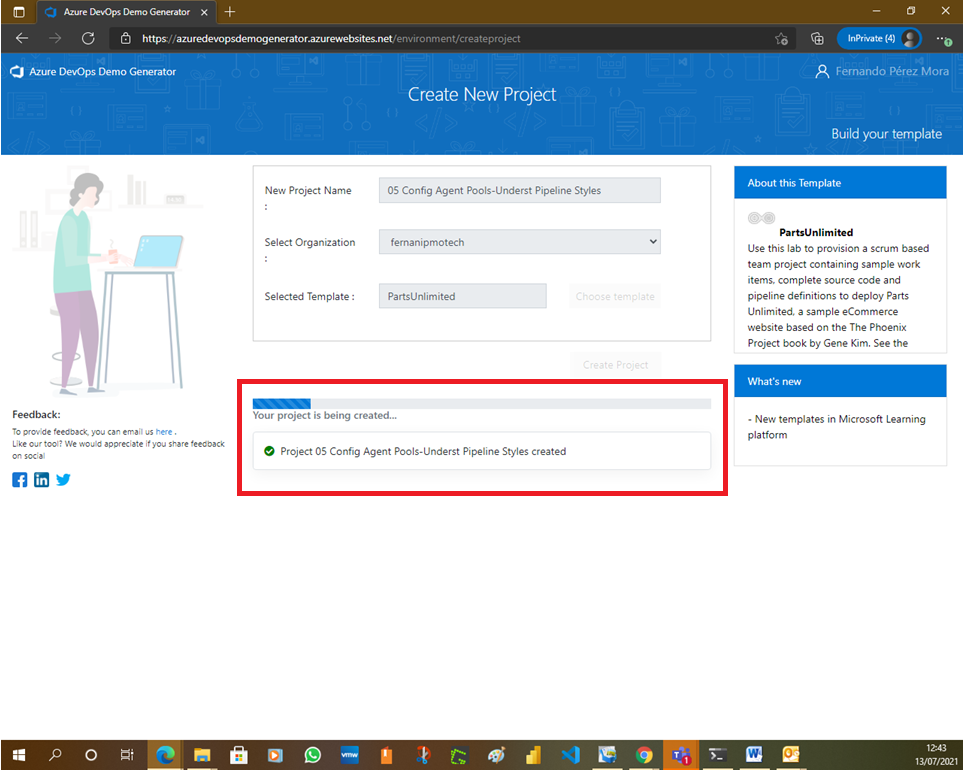 Azure DevOps Demo Generator
https://azuredevopsdemogenerator.azurewebsites.net/environment/createproject
InPrivate (4)
Azure DevOps Demo Generator
Fernando Pérez Mora
Create New Project
Build your template
New Project Name
:
05 Config Agent Pools-Underst Pipeline Styles
Select Organization
:
fernanipmotech
Selected Template :
PartsUnlimited
Choose template
Create Project
Your project is being created...
Project 05 Config Agent Pools-Underst Pipeline Styles created
About this Template
PartsUnlimited
Use this lab to provision a scrum based
team project containing sample work
items, complete source code and
pipeline definitions to deploy Parts
Unlimited, a sample eCommerce
website based on the The Phoenix
Project book by Gene Kim. See the
What's new
- New templates in Microsoft Learning
platform
Feedback:
To provide feedback, you can email us here .
Like our tool? We would appreciate if you share feedback
on social
vmw
1
12:43
13/07/2021